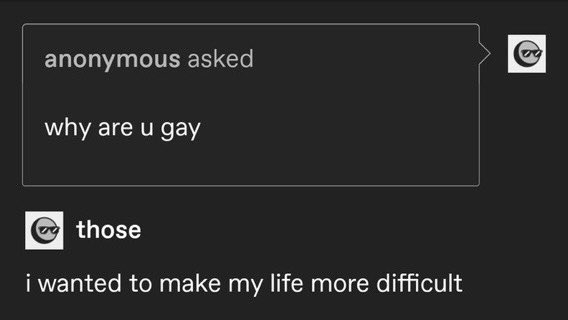 anonymous asked
why are u gay
those
i wanted to make my life more difficult